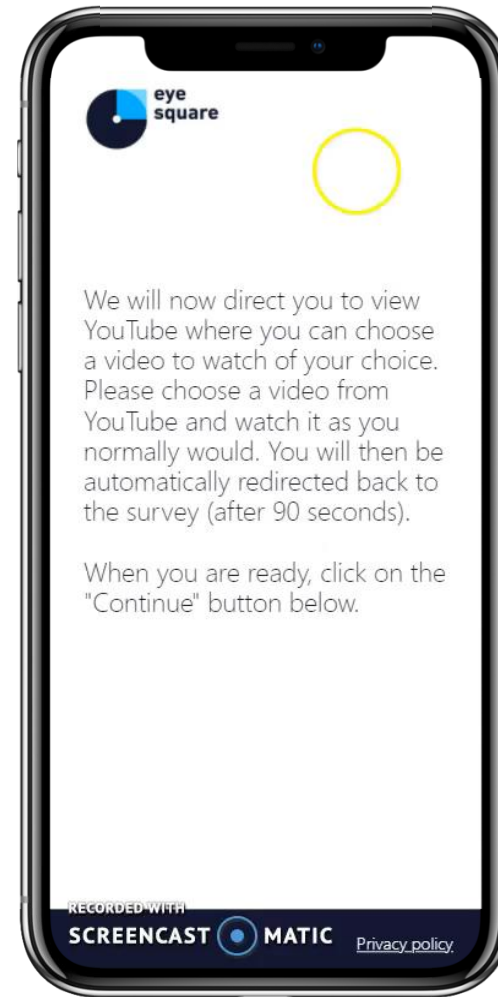 eye
square
We will now direct you to view
YouTube where you can choose
a video to watch of your choice.
Please choose a video from
YouTube and watch it as you
normally would. You will then be
automatically redirected back to
the survey (after 90 seconds).
When you are ready, click on the
"Continue" button below.
RECORDED WITH
SCREENCAST MATIC
Privacy policy